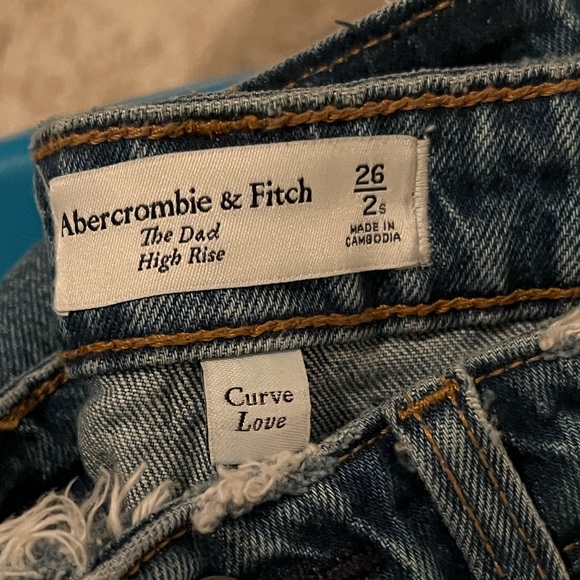 Abercrombie & Fitch
The Dad
High Rise
26
2s
MADE IN
CAMBODIA
Curve
Love